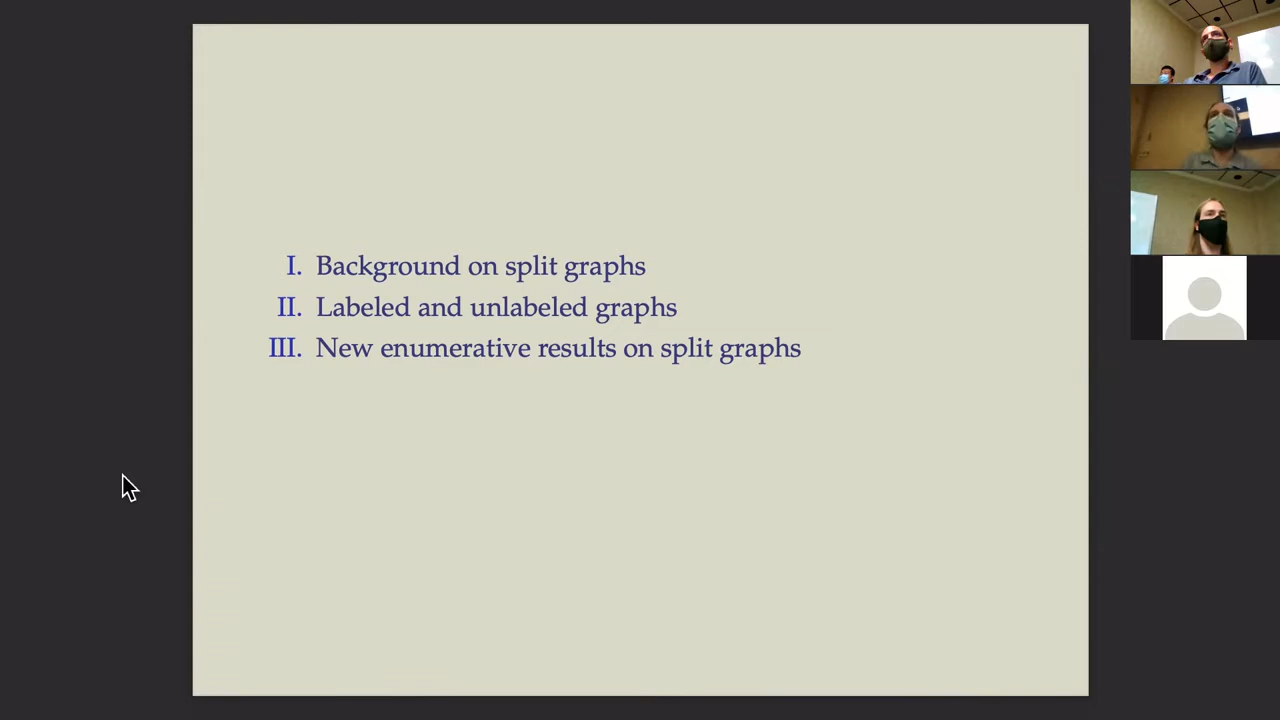 I. Background on split graphs
II. Labeled and unlabeled graphs
III. New enumerative results on split graphs